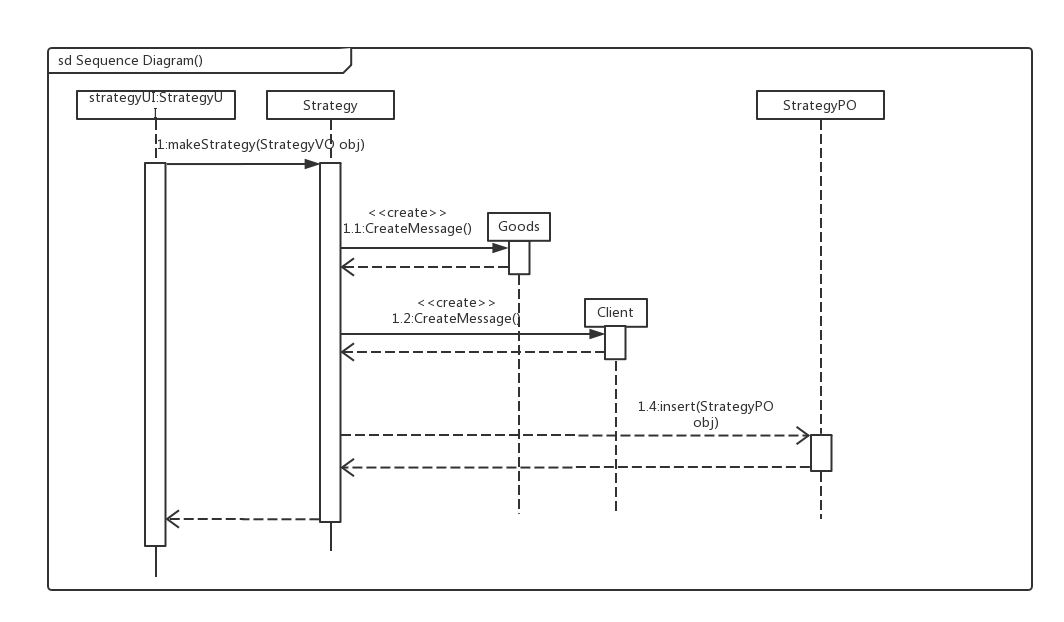 sd Sequence Diagram()
strategyUI:StrategyU
I
Strategy
StrategyPO
1:makeStrategy(StrategyVO obj)
<<create>>
1.1:CreateMessage()
Goods
<<create>>
1.2:CreateMessage()
Client
1.4:insert(StrategyPO
obj)